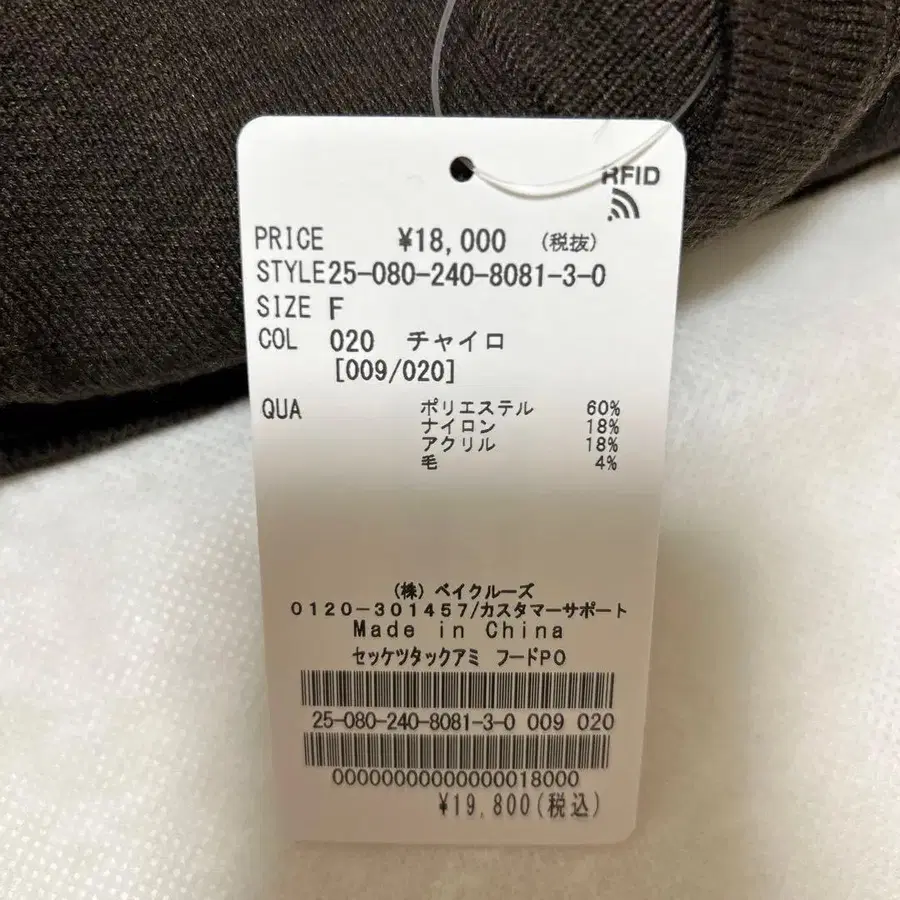 RFID
PRICE ¥18,000 (税抜)
STYLE25-080-240-8081-3-0
SIZE F
COL 020 チャイロ
[009/020]
QUA ポリエステル 60%
ナイロン 18%
アクリル 18%
毛 4%
(株) ベイクルーズ
0120-301457/カスタマーサポート
Made in China
セッケツタックアミ フードPO
25-080-240-8081-3-0 009 020
00000000000000018000
¥19,800(税込)